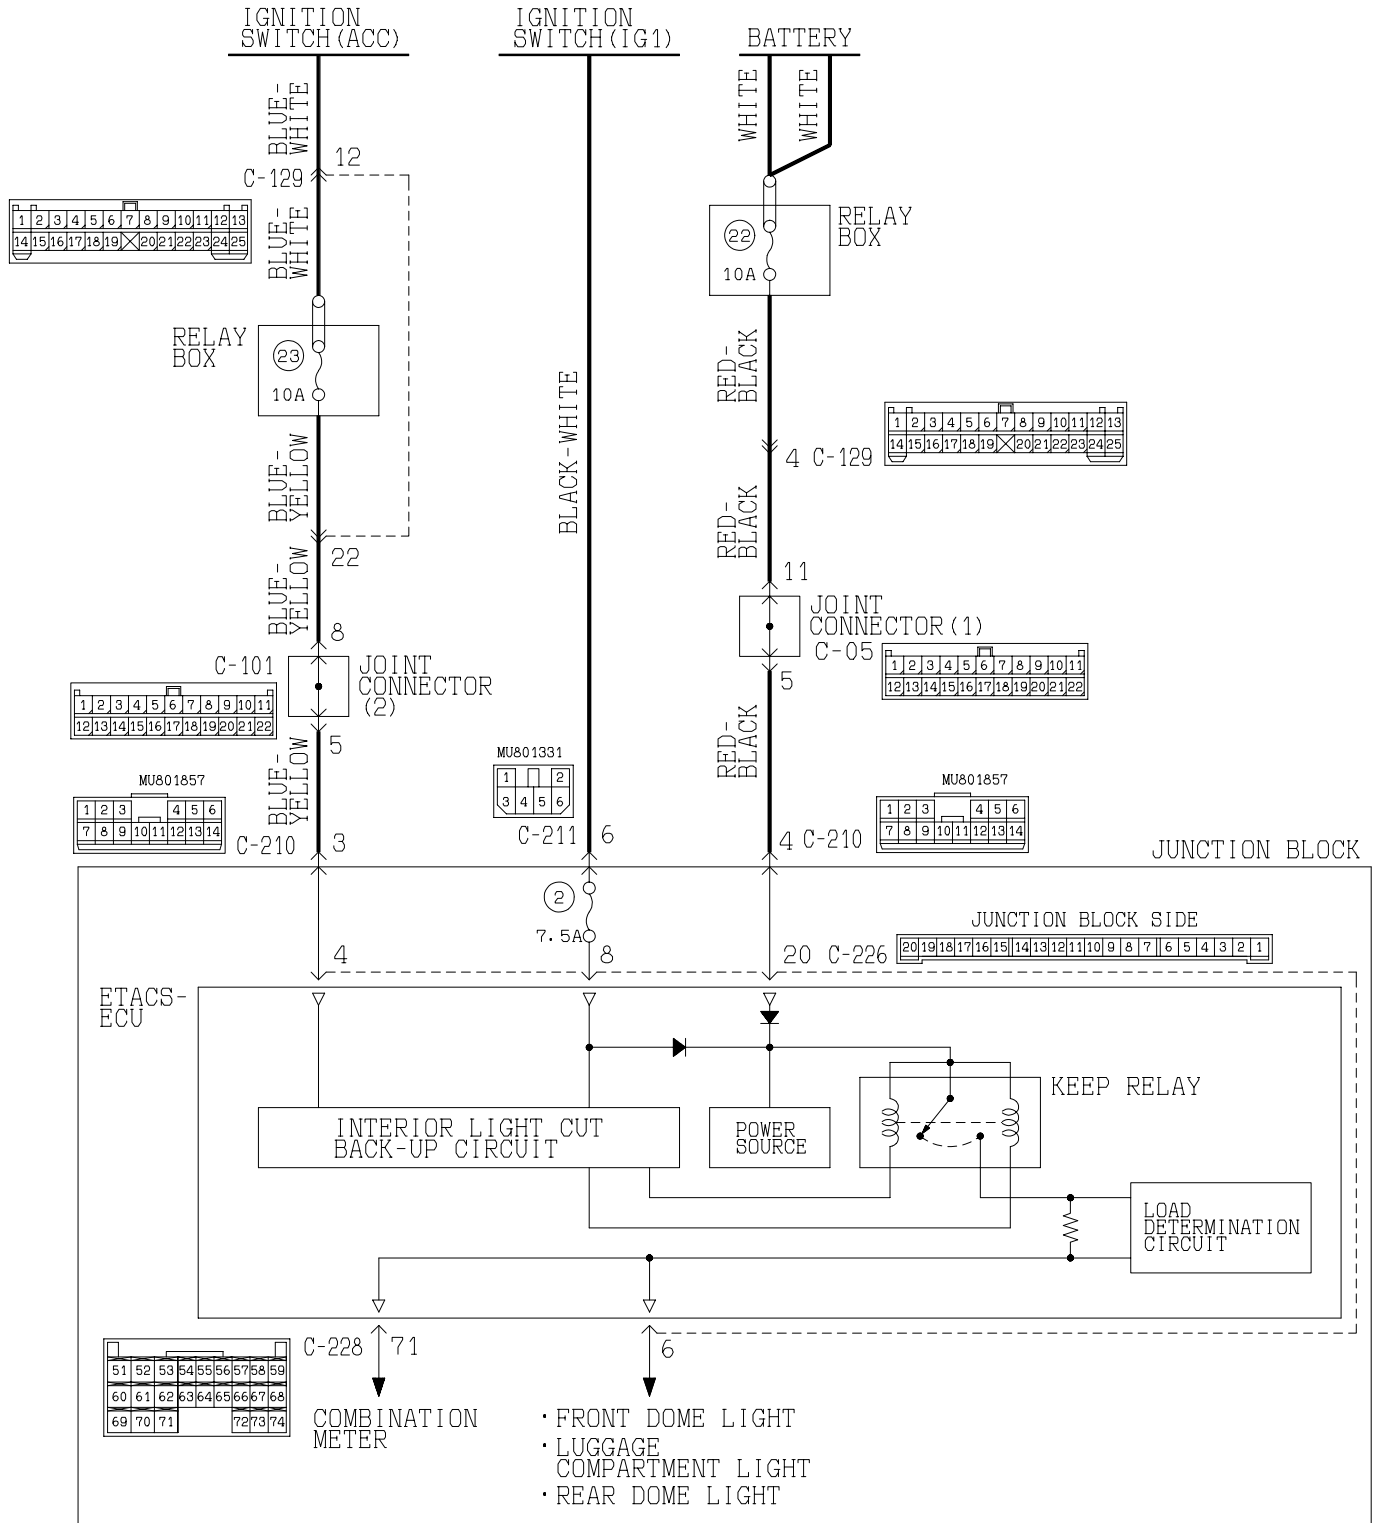 IGNITION
SWITCH(ACC)
IGNITION
SWITCH(IG1)
BATTERY
BLUE-
WHITE
WHITE
WHITE
12
C-129
1 2 3 4 5 6 7 8 9 10 11 12 13
14 15 16 17 18 19 20 21 22 23 24 25
BLUE-
WHITE
RELAY
BOX
22
10A
RELAY
BOX
23
10A
RED-
BLACK
BLACK-WHITE
BLUE-
YELLOW
4 C-129
1 2 3 4 5 6 7 8 9 10 11 12 13
14 15 16 17 18 19 20 21 22 23 24 25
RED-
BLACK
22
BLUE-
YELLOW
11
JOINT
CONNECTOR(1)
C-05
1 2 3 4 5 6 7 8 9 10 11
12 13 14 15 16 17 18 19 20 21 22
8
C-101
JOINT
CONNECTOR
(2)
1 2 3 4 5 6 7 8 9 10 11
12 13 14 15 16 17 18 19 20 21 22
5
5
RED-
BLACK
BLUE-
YELLOW
MU801857
1 2 3 4 5 6
7 8 9 10 11 12 13 14
C-210 3
MU801331
1 2
3 4 5 6
C-211 6
MU801857
1 2 3 4 5 6
7 8 9 10 11 12 13 14
4 C-210
JUNCTION BLOCK
2
7.5A
JUNCTION BLOCK SIDE
20 19 18 17 16 15 14 13 12 11 10 9 8 7 6 5 4 3 2 1
4
8
20 C-226
ETACS-
ECU
KEEP RELAY
INTERIOR LIGHT CUT
BACK-UP CIRCUIT
POWER
SOURCE
LOAD
DETERMINATION
CIRCUIT
C-228 71
6
51 52 53 54 55 56 57 58 59
60 61 62 63 64 65 66 67 68
69 70 71 72 73 74
COMBINATION
METER
· FRONT DOME LIGHT
· LUGGAGE
COMPARTMENT LIGHT
· REAR DOME LIGHT